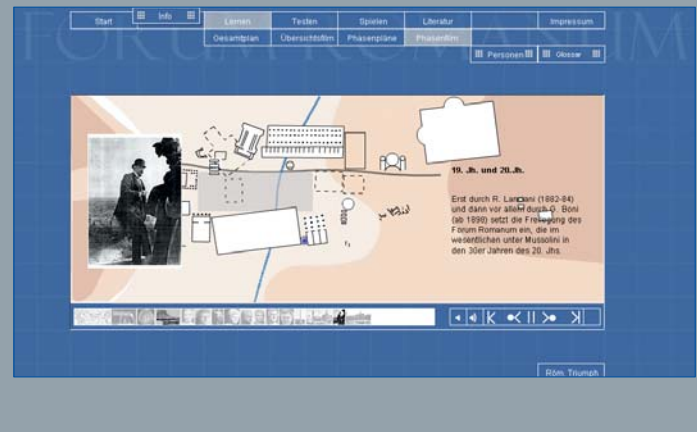 FORUM ROMANUM
Start
Info
Lernen
Testen
Spielen
Literatur
Impressum
Gesamtplan
Übersichtsfilm
Phasenpläne
Phasenfilm
Personen
Glossar
19. Jh. und 20.Jh.
Erst durch R. Lanciani (1882-84)
und dann vor allem durch G. Boni
(ab 1898) setzt die Freilegung des
Forum Romanum ein, die im
wesentlichen unter Mussolini in
den 30er Jahren des 20. Jhs.
Röm. Triumph